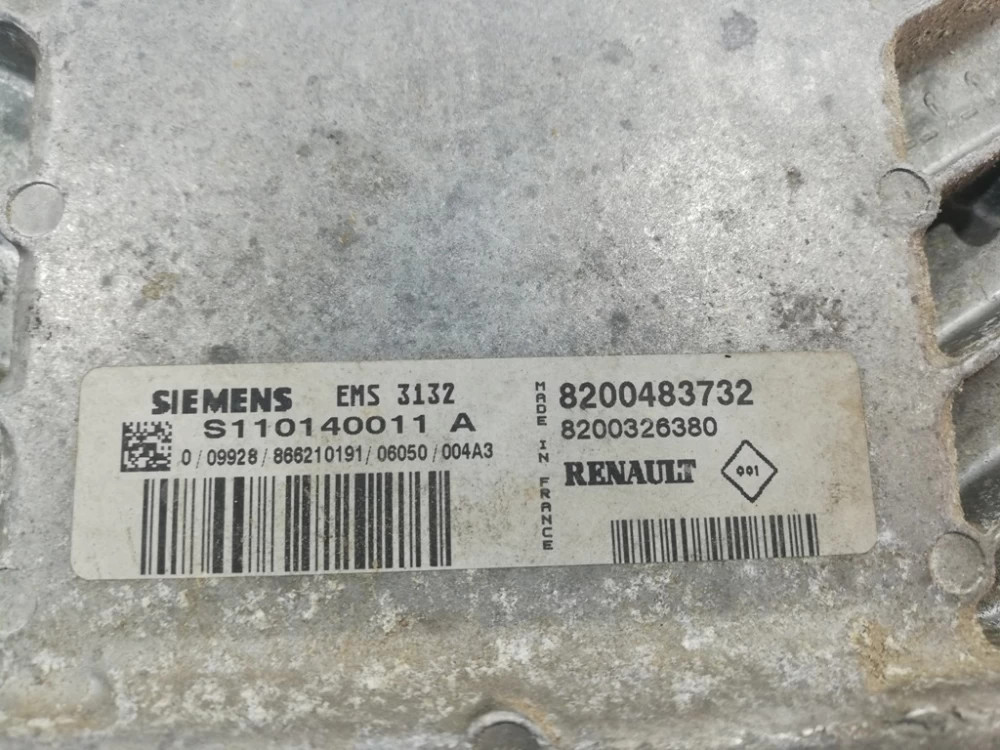 SIEMENS EMS 3132
S110140011 A
0 / 09928 / 866210191 / 06050 / 004A3
MADE IN FRANCE
8200483732
8200326380
RENAULT 001